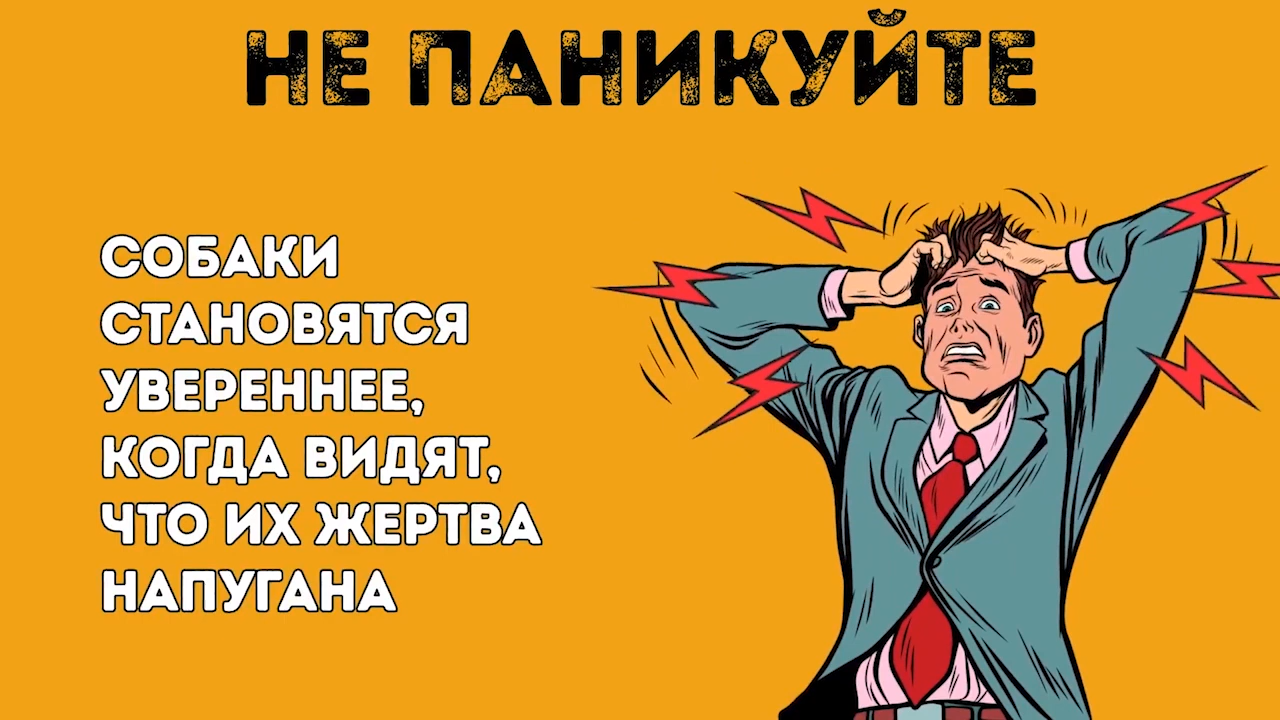 НЕ ПАНИКУЙТЕ
СОБАКИ
СТАНОВЯТСЯ
УВЕРЕННЕЕ,
КОГДА ВИДЯТ,
ЧТО ИХ ЖЕРТВА
НАПУГАНА